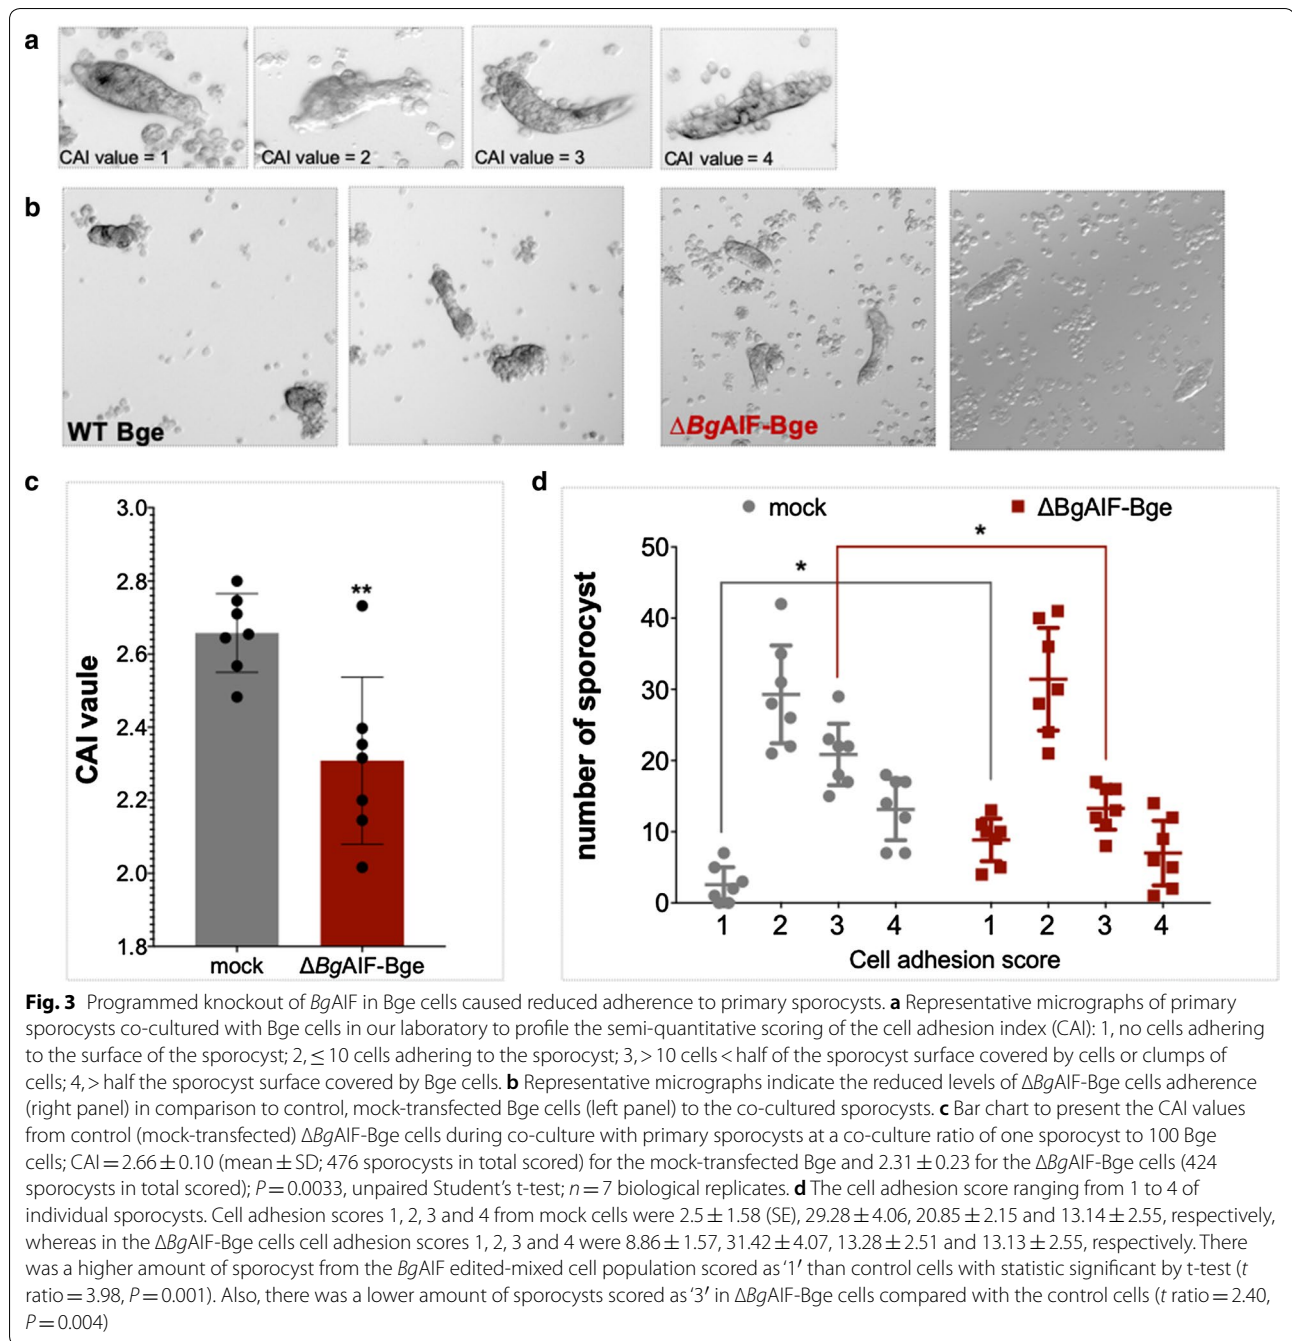 a
CAI value = 1
CAI value = 2
CAI value = 3
CAI value = 4
b
WT Bge
ΔBgAIF-Bge
c
3.0
2.8
2.6
2.4
2.2
2.0
1.8
CAI vaule
**
mock
ΔBgAIF-Bge
d
mock
ΔBgAIF-Bge
*
*
50
40
30
20
10
0
number of sporocyst
1 2 3 4 1 2 3 4
Cell adhesion score
Fig. 3 Programmed knockout of BgAIF in Bge cells caused reduced adherence to primary sporocysts. a Representative micrographs of primary
sporocysts co-cultured with Bge cells in our laboratory to profile the semi-quantitative scoring of the cell adhesion index (CAI): 1, no cells adhering
to the surface of the sporocyst; 2, ≤ 10 cells adhering to the sporocyst; 3, > 10 cells < half of the sporocyst surface covered by cells or clumps of
cells; 4, > half the sporocyst surface covered by Bge cells. b Representative micrographs indicate the reduced levels of ΔBgAIF-Bge cells adherence
(right panel) in comparison to control, mock-transfected Bge cells (left panel) to the co-cultured sporocysts. c Bar chart to present the CAI values
from control (mock-transfected) ΔBgAIF-Bge cells during co-culture with primary sporocysts at a co-culture ratio of one sporocyst to 100 Bge
cells; CAI = 2.66 ± 0.10 (mean ± SD; 476 sporocysts in total scored) for the mock-transfected Bge and 2.31 ± 0.23 for the ΔBgAIF-Bge cells (424
sporocysts in total scored); P = 0.0033, unpaired Student's t-test; n = 7 biological replicates. d The cell adhesion score ranging from 1 to 4 of
individual sporocysts. Cell adhesion scores 1, 2, 3 and 4 from mock cells were 2.5 ± 1.58 (SE), 29.28 ± 4.06, 20.85 ± 2.15 and 13.14 ± 2.55, respectively,
whereas in the ΔBgAIF-Bge cells cell adhesion scores 1, 2, 3 and 4 were 8.86 ± 1.57, 31.42 ± 4.07, 13.28 ± 2.51 and 13.13 ± 2.55, respectively. There
was a higher amount of sporocyst from the BgAIF edited-mixed cell population scored as '1′ than control cells with statistic significant by t-test (t
ratio = 3.98, P = 0.001). Also, there was a lower amount of sporocysts scored as '3′ in ΔBgAIF-Bge cells compared with the control cells (t ratio = 2.40,
P = 0.004)